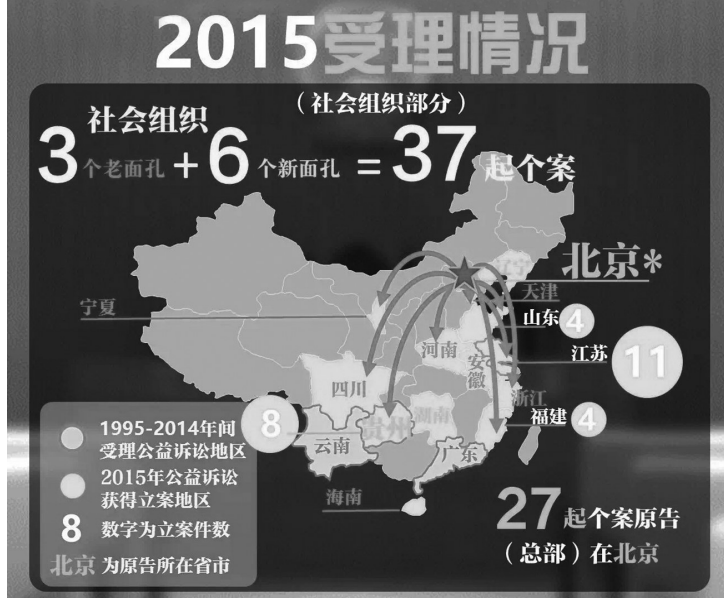 2015受理情况
（社会组织部分）
社会组织
3个老面孔+6个新面孔=37起个案
辽宁
北京*
天津
宁夏
山东 4
河南
江苏 11
安徽
四川
浙江
湖南
福建 4
贵州
8
云南
广东
海南
1995-2014年间
受理公益诉讼地区
2015年公益诉讼
获得立案地区
8 数字为立案件数
北京 为原告所在省市
27起个案原告
（总部）在北京